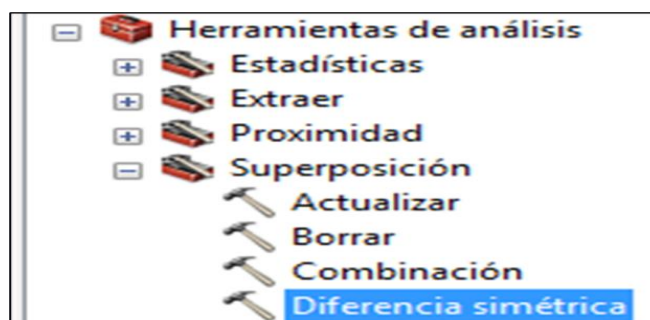 Herramientas de análisis
Estadísticas
Extraer
Proximidad
Superposición
Actualizar
Borrar
Combinación
Diferencia simétrica